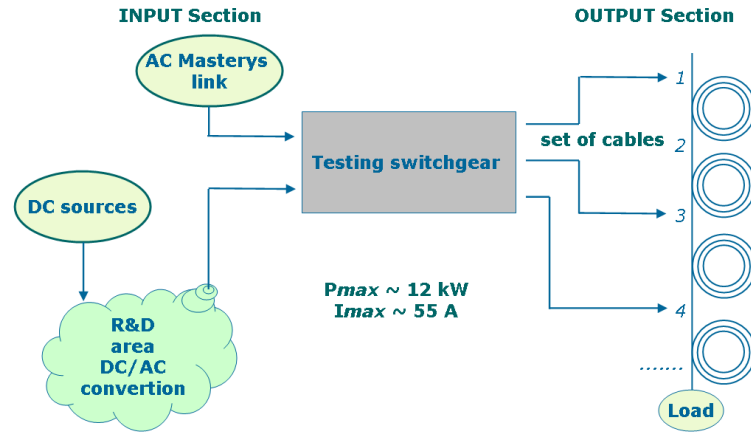 INPUT Section
OUTPUT Section
AC Masterys
link
1
set of cables
2
Testing switchgear
DC sources
3
Pmax ~ 12 kW
Imax ~ 55 A
4
R&D
area
DC/AC
convertion
.......
Load